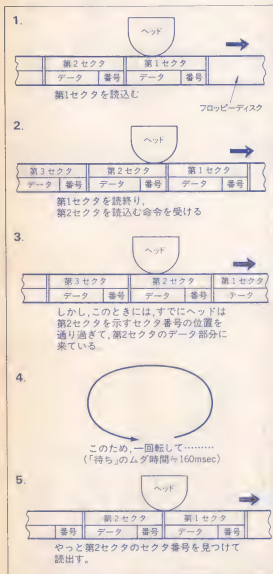 1.
ヘッド
第2セクタ 第1セクタ
データ 番号 データ 番号
フロッピーディスク
第1セクタを読込む
2.
ヘッド
第3セクタ 第2セクタ 第1セクタ
データ 番号 データ 番号 データ 番号
第1セクタを読終り,
第2セクタを読込む命令を受ける
3.
ヘッド
第3セクタ 第2セクタ 第1セクタ
データ 番号 データ 番号 データ
しかし,このときには,すでにヘッドは
第2セクタを示すセクタ番号の位置を
通り過ぎて,第2セクタのデータ部分に
来ている
4.
このため,一回転して………
(「待ち」のムダ時間≒160msec)
5.
ヘッド
第2セクタ 第1セクタ
番号 データ 番号 データ 番号
やっと第2セクタのセクタ番号を見つけて
読出す。